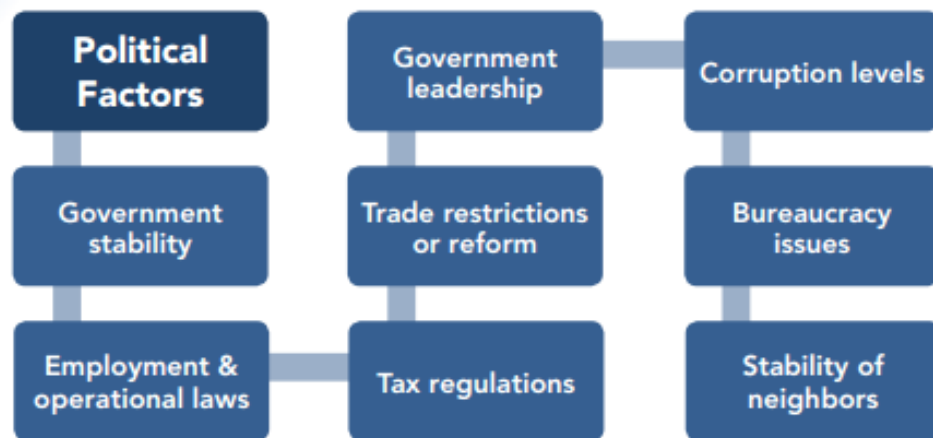 Political
Factors
Government
stability
Employment &
operational laws
Tax regulations
Trade restrictions
or reform
Government
leadership
Corruption levels
Bureaucracy
issues
Stability of
neighbors